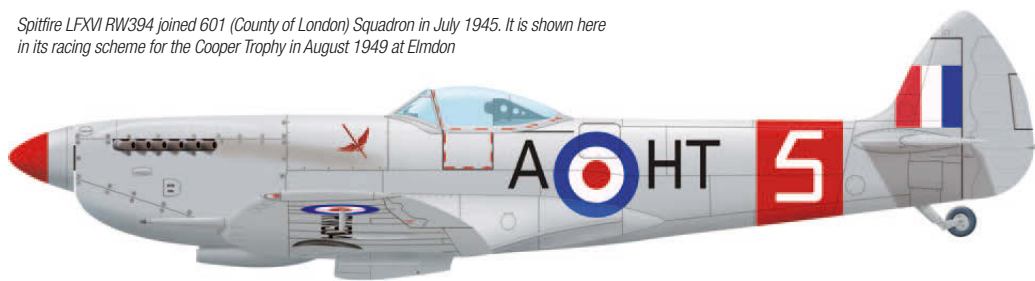 Spitfire LFXVI RW394 joined 601 (County of London) Squadron in July 1945. It is shown here
in its racing scheme for the Cooper Trophy in August 1949 at Elmdon
A HT S